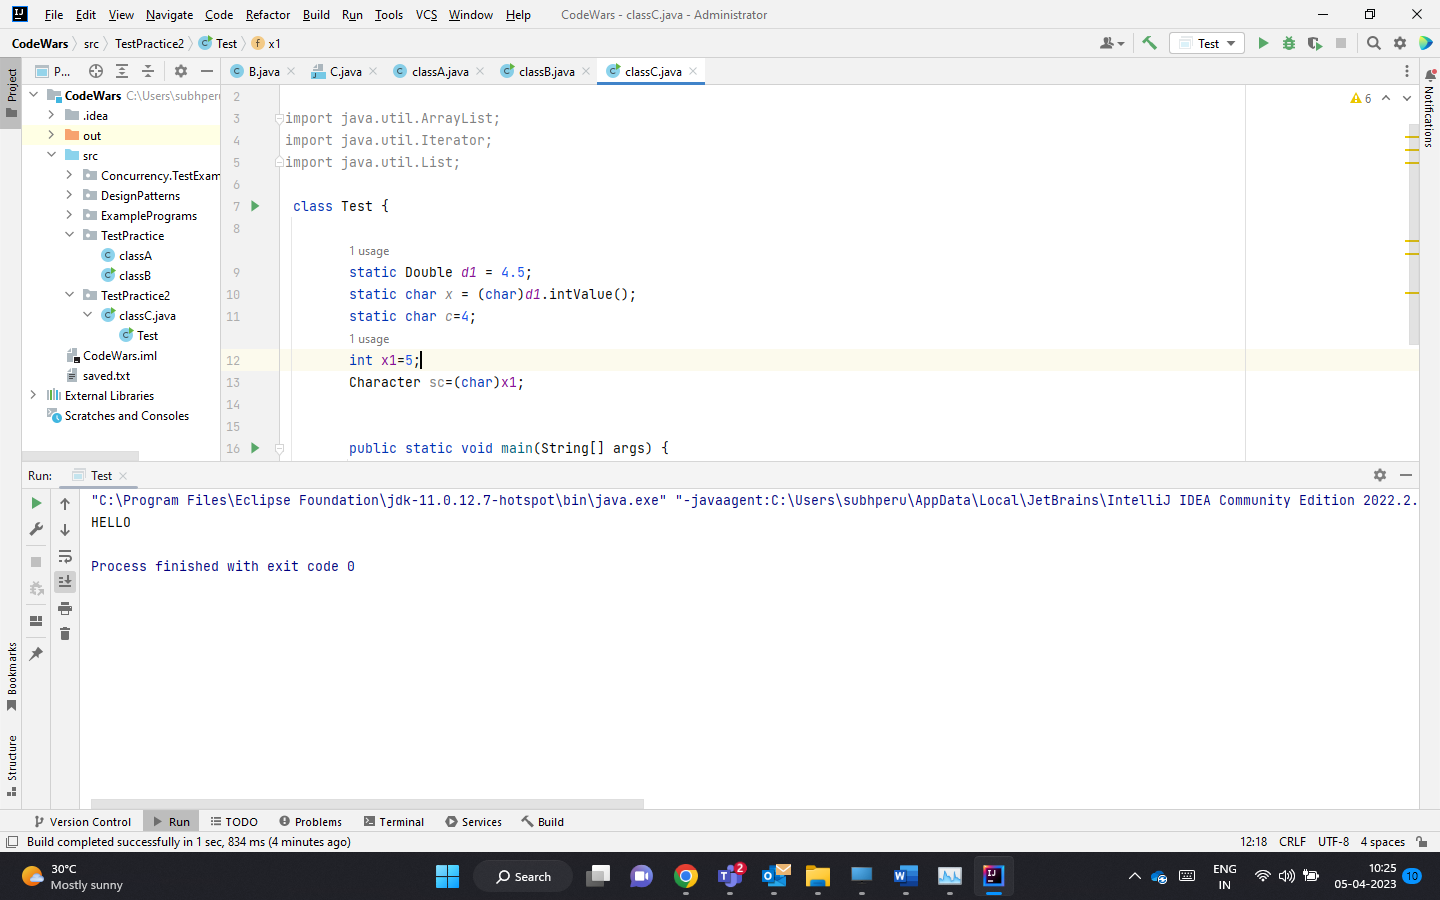 File Edit View Navigate Code Refactor Build Run Tools VCS Window Help CodeWars - classC.java - Administrator
CodeWars src TestPractice2 Test x1 Test
P... B.java C.java classA.java classB.java classC.java
Project
Notifications
CodeWars C:\Users\subhperu
.idea
out
src
Concurrency.TestExam
DesignPatterns
ExamplePrograms
TestPractice
classA
classB
TestPractice2
classC.java
Test
CodeWars.iml
saved.txt
External Libraries
Scratches and Consoles
6
2
3 import java.util.ArrayList;
4 import java.util.Iterator;
5 import java.util.List;
6
7 class Test {
8
1 usage
9 static Double d1 = 4.5;
10 static char x = (char)d1.intValue();
11 static char c=4;
1 usage
12 int x1=5;
13 Character sc=(char)x1;
14
15
16 public static void main(String[] args) {
Run: Test
"C:\Program Files\Eclipse Foundation\jdk-11.0.12.7-hotspot\bin\java.exe" "-javaagent:C:\Users\subhperu\AppData\Local\JetBrains\IntelliJ IDEA Community Edition 2022.2.
HELLO
Process finished with exit code 0
Bookmarks
Structure
Version Control Run TODO Problems Terminal Services Build
Build completed successfully in 1 sec, 834 ms (4 minutes ago) 12:18 CRLF UTF-8 4 spaces
30°C
Mostly sunny
Search
2
ENG
IN
10:25
05-04-2023
10